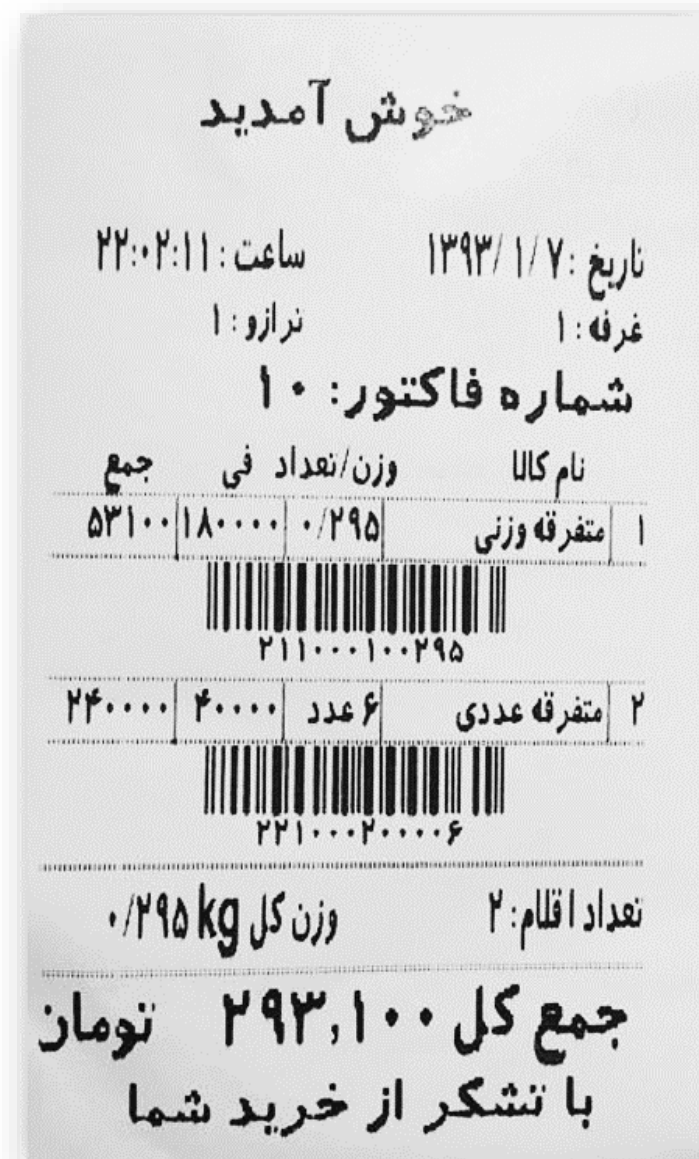 خوش آمدید
تاریخ : ۱۳۹۳/۱/۷ ساعت : ۲۲:۰۲:۱۱
غرفه : ۱ ترازو : ۱
شماره فاکتور: ۱۰
نام کالا وزن/تعداد فی جمع
۱ متفرقه وزنی ۰/۲۹۵ ۱۸۰۰۰۰ ۵۳۱۰۰
۲۱۱۰۰۰۱۰۰۲۹۵
۲ متفرقه عددی ۶ عدد ۴۰۰۰۰ ۲۴۰۰۰۰
۲۲۱۰۰۰۲۰۰۰۰۶
تعداد اقلام: ۲ وزن کل ۰/۲۹۵ kg
جمع کل ۲۹۳,۱۰۰ تومان
با تشکر از خرید شما